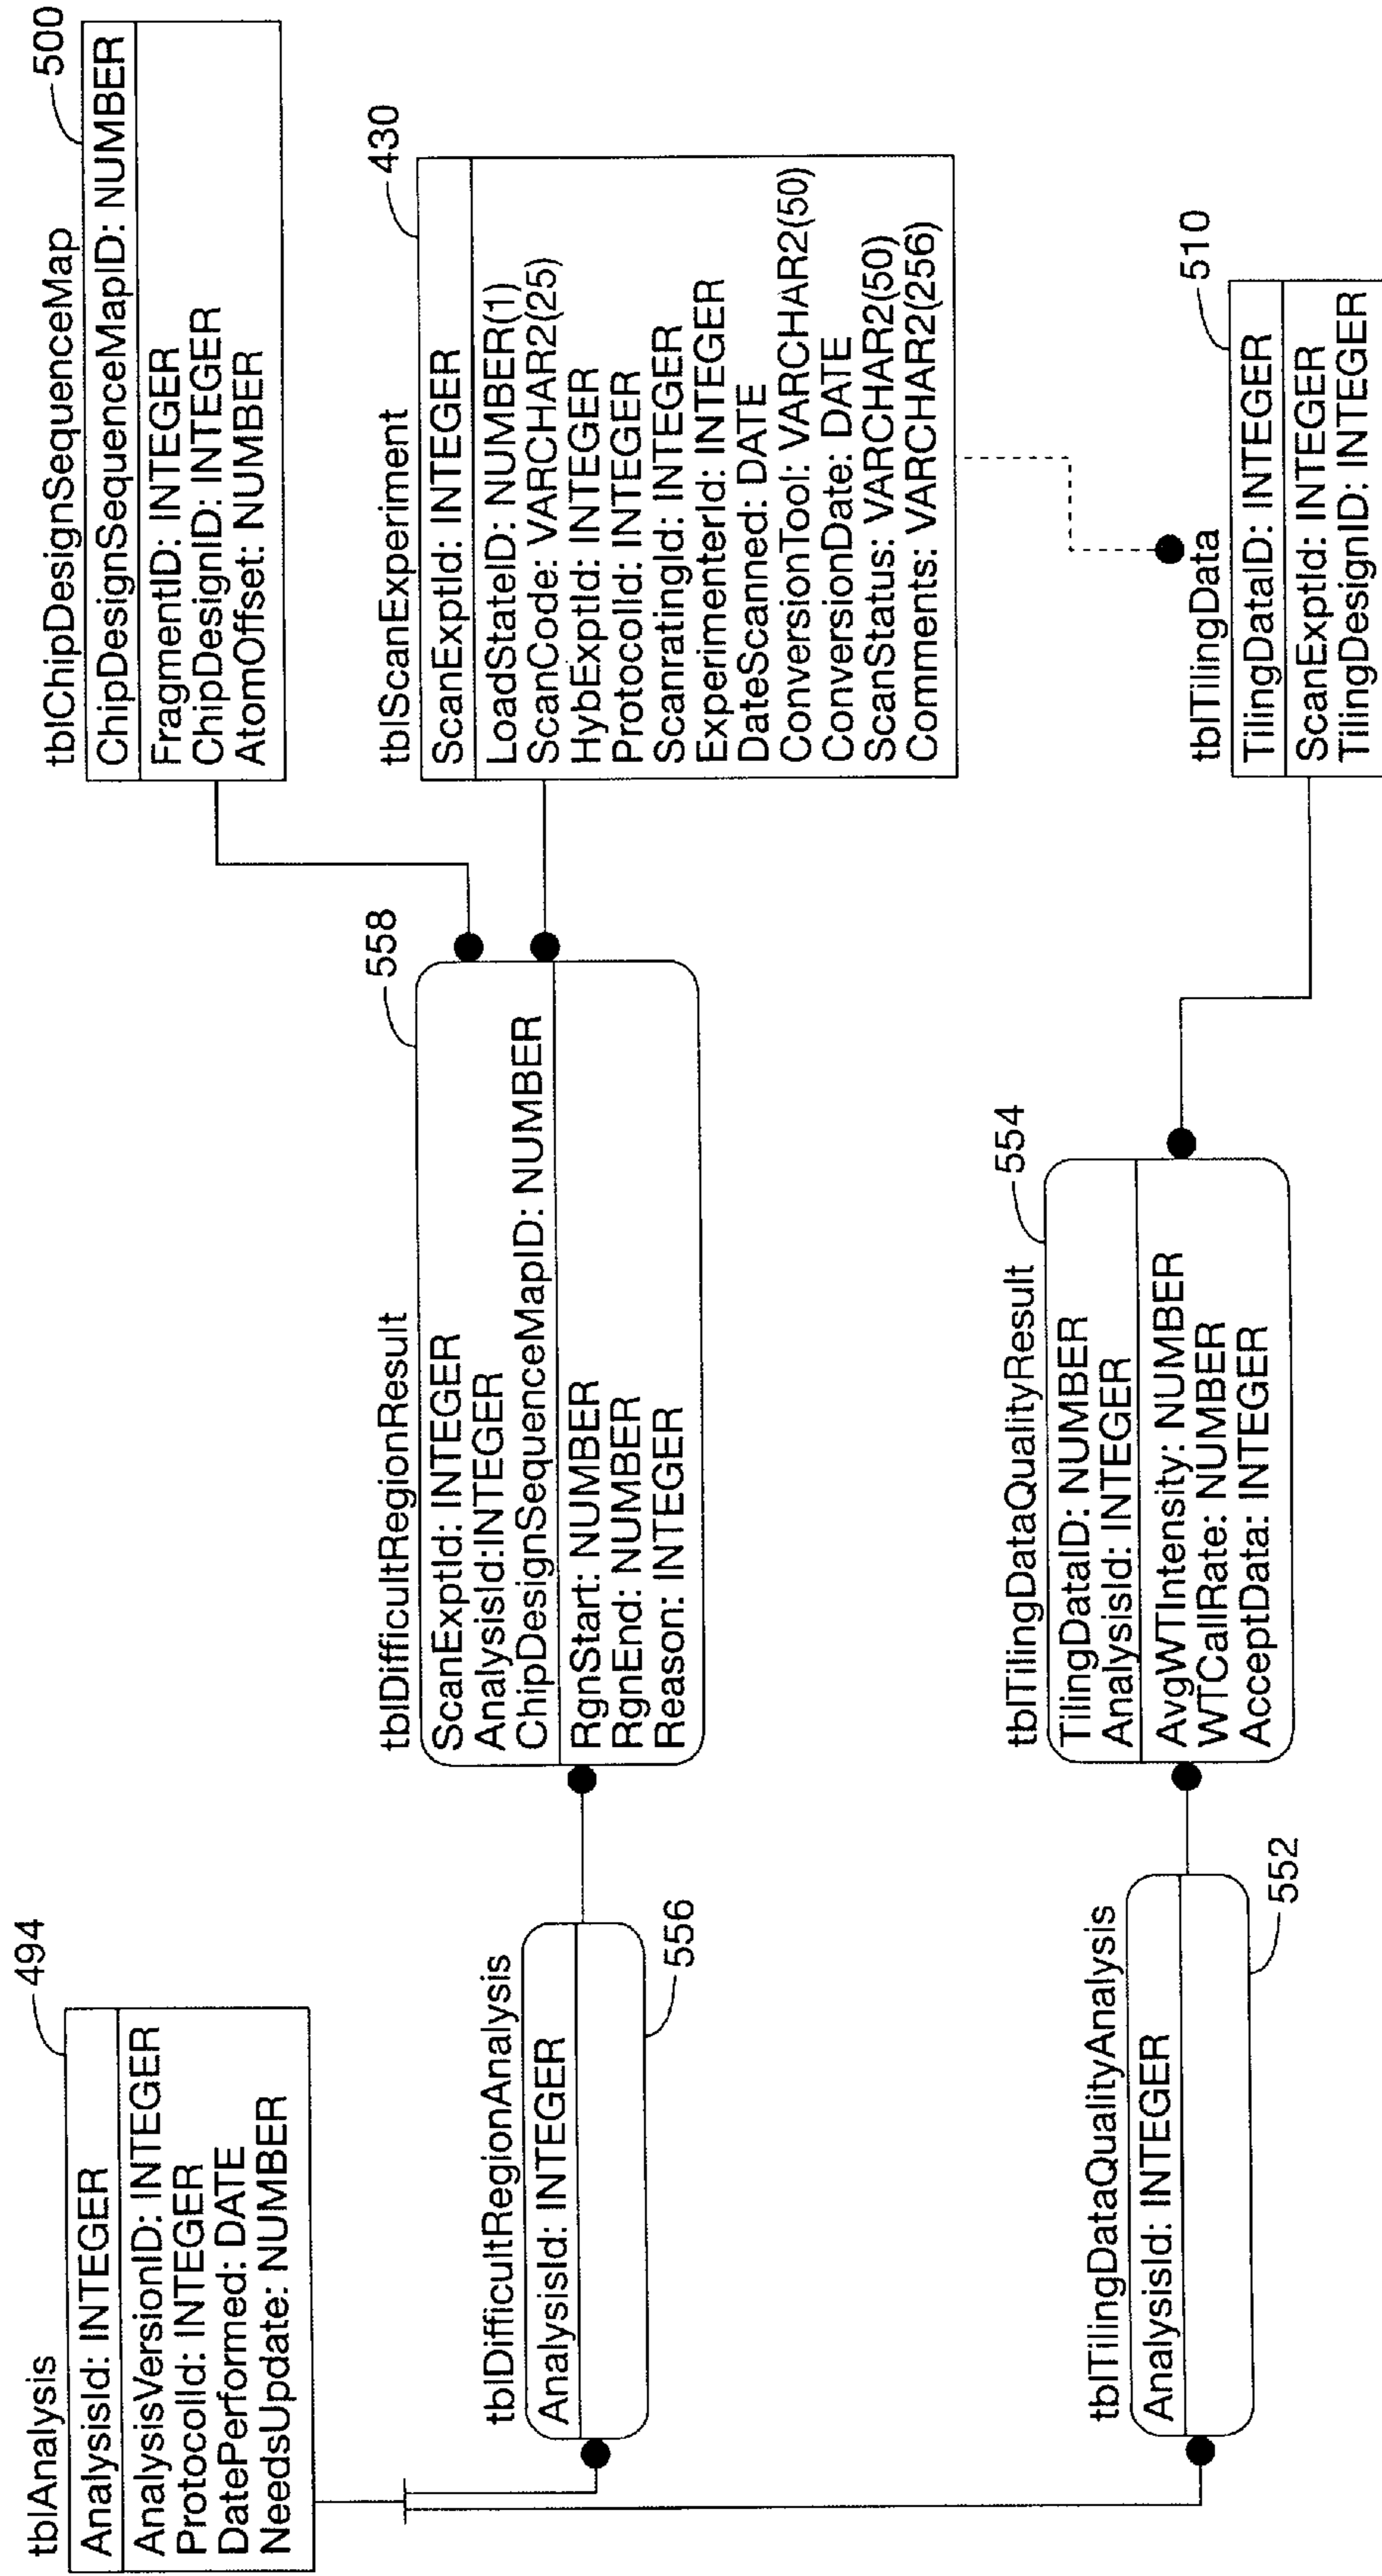 tblAnalysis
494
AnalysisId: INTEGER
AnalysisVersionID: INTEGER
ProtocolId: INTEGER
DatePerformed: DATE
NeedsUpdate: NUMBER
tblDifficultRegionAnalysis
AnalysisId: INTEGER
556
tblTilingDataQualityAnalysis
AnalysisId: INTEGER
552
tblDifficultRegionResult
558
ScanExptId: INTEGER
AnalysisId:INTEGER
ChipDesignSequenceMapID: NUMBER
RgnStart: NUMBER
RgnEnd: NUMBER
Reason: INTEGER
tblTilingDataQualityResult
554
TilingDataID: NUMBER
AnalysisId: INTEGER
AvgWTIntensity: NUMBER
WTCallRate: NUMBER
AcceptData: INTEGER
tblChipDesignSequenceMap
500
ChipDesignSequenceMapID: NUMBER
FragmentID: INTEGER
ChipDesignID: INTEGER
AtomOffset: NUMBER
tblScanExperiment
430
ScanExptId: INTEGER
LoadStateID: NUMBER(1)
ScanCode: VARCHAR2(25)
HybExptId: INTEGER
ProtocolId: INTEGER
ScanratingId: INTEGER
ExperimenterId: INTEGER
DateScanned: DATE
ConversionTool: VARCHAR2(50)
ConversionDate: DATE
ScanStatus: VARCHAR2(50)
Comments: VARCHAR2(256)
tblTilingData
510
TilingDataID: INTEGER
ScanExptId: INTEGER
TilingDesignID: INTEGER